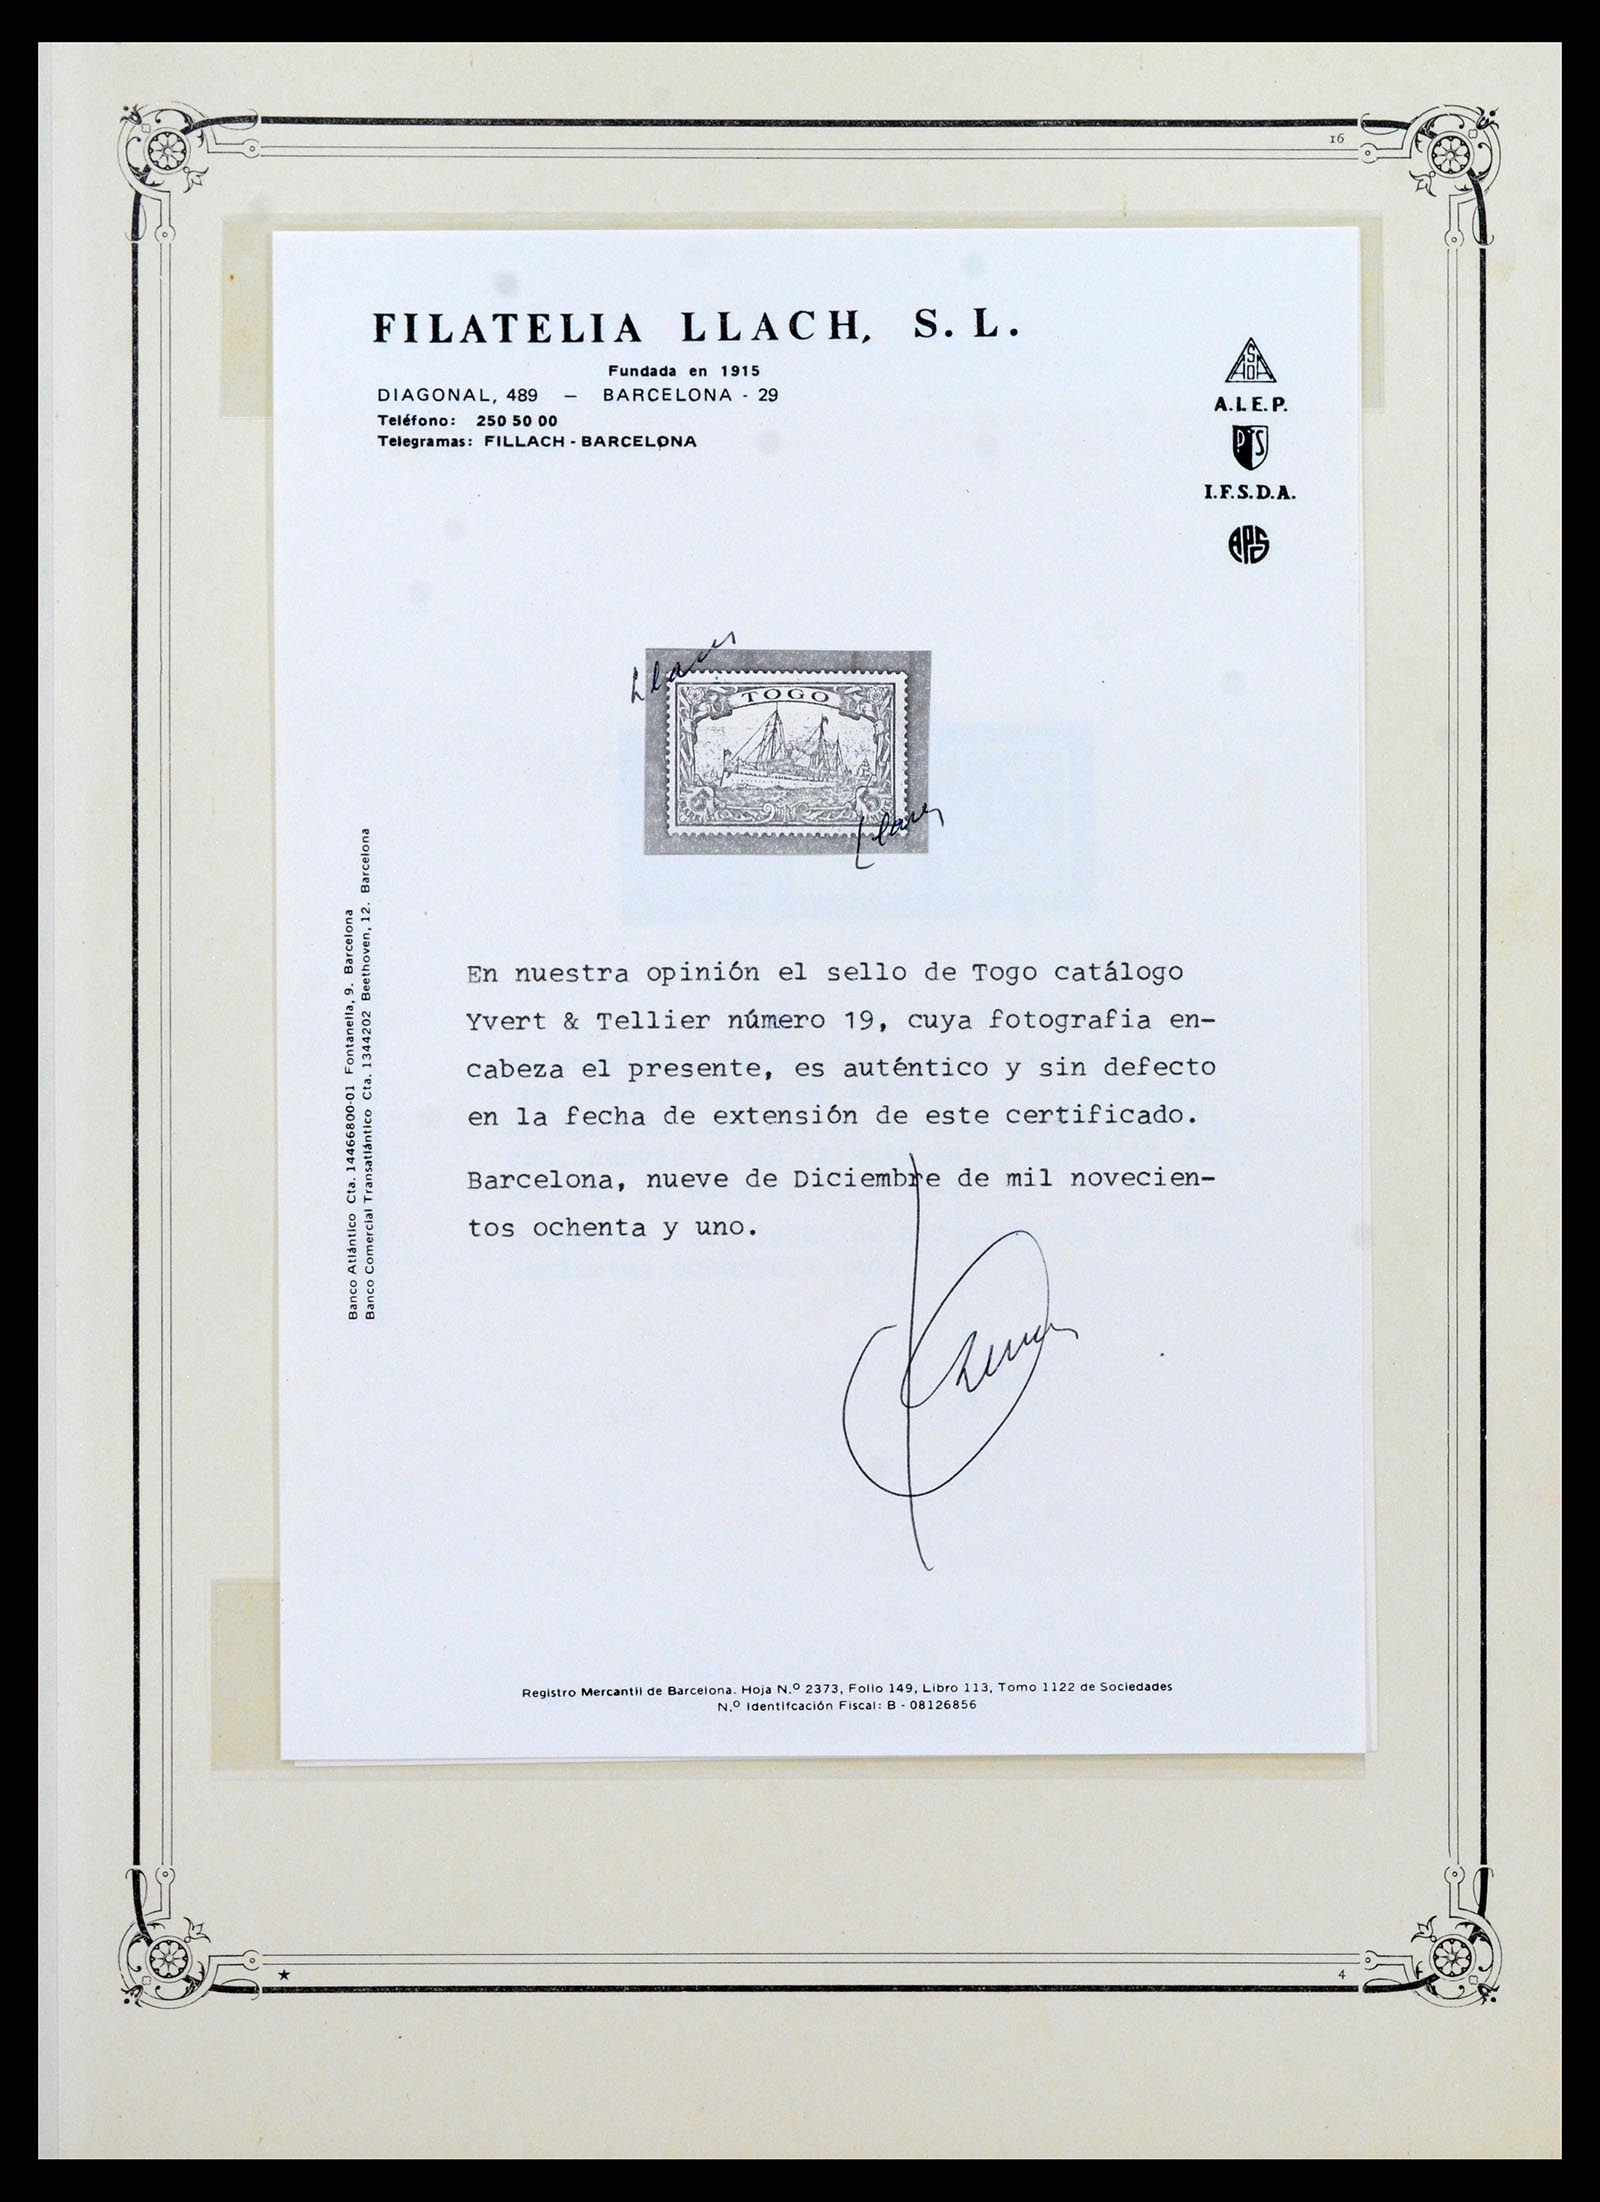 16
FILATELIA LLACH, S. L.
Fundada en 1915
DIAGONAL, 489 — BARCELONA - 29
Teléfono: 250 50 00
Telegramas: FILLACH - BARCELONA
A.I.E.P.
I.F.S.D.A.
APS
Llach
TOGO
5 5
Llach
Banco Atlántico Cta. 14466800-01 Fontanella, 9. Barcelona
Banco Comercial Transatlántico Cta. 1344202 Beethoven, 12. Barcelona
En nuestra opinión el sello de Togo catálogo
Yvert & Tellier número 19, cuya fotografia en-
cabeza el presente, es auténtico y sin defecto
en la fecha de extensión de este certificado.
Barcelona, nueve de Diciembre de mil novecien-
tos ochenta y uno.
Registro Mercantil de Barcelona. Hoja N.º 2373, Folio 149, Libro 113, Tomo 1122 de Sociedades
N.º Identifcación Fiscal: B - 08126856
★ 4